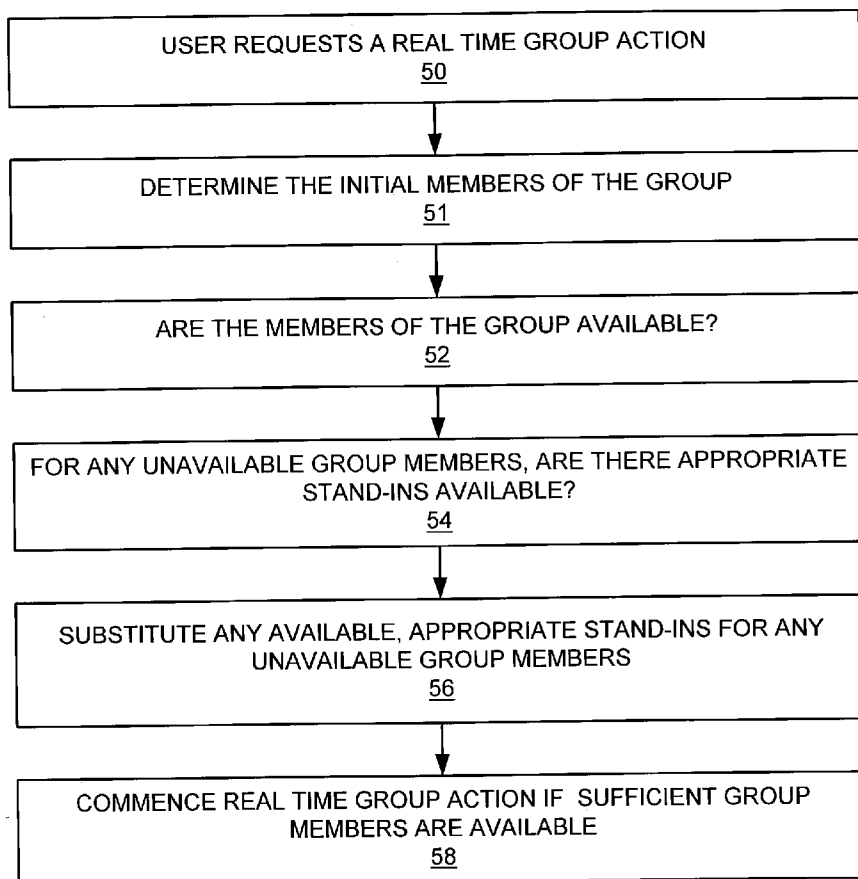 USER REQUESTS A REAL TIME GROUP ACTION
50
DETERMINE THE INITIAL MEMBERS OF THE GROUP
51
ARE THE MEMBERS OF THE GROUP AVAILABLE?
52
FOR ANY UNAVAILABLE GROUP MEMBERS, ARE THERE APPROPRIATE
STAND-INS AVAILABLE?
54
SUBSTITUTE ANY AVAILABLE, APPROPRIATE STAND-INS FOR ANY
UNAVAILABLE GROUP MEMBERS
56
COMMENCE REAL TIME GROUP ACTION IF SUFFICIENT GROUP
MEMBERS ARE AVAILABLE
58